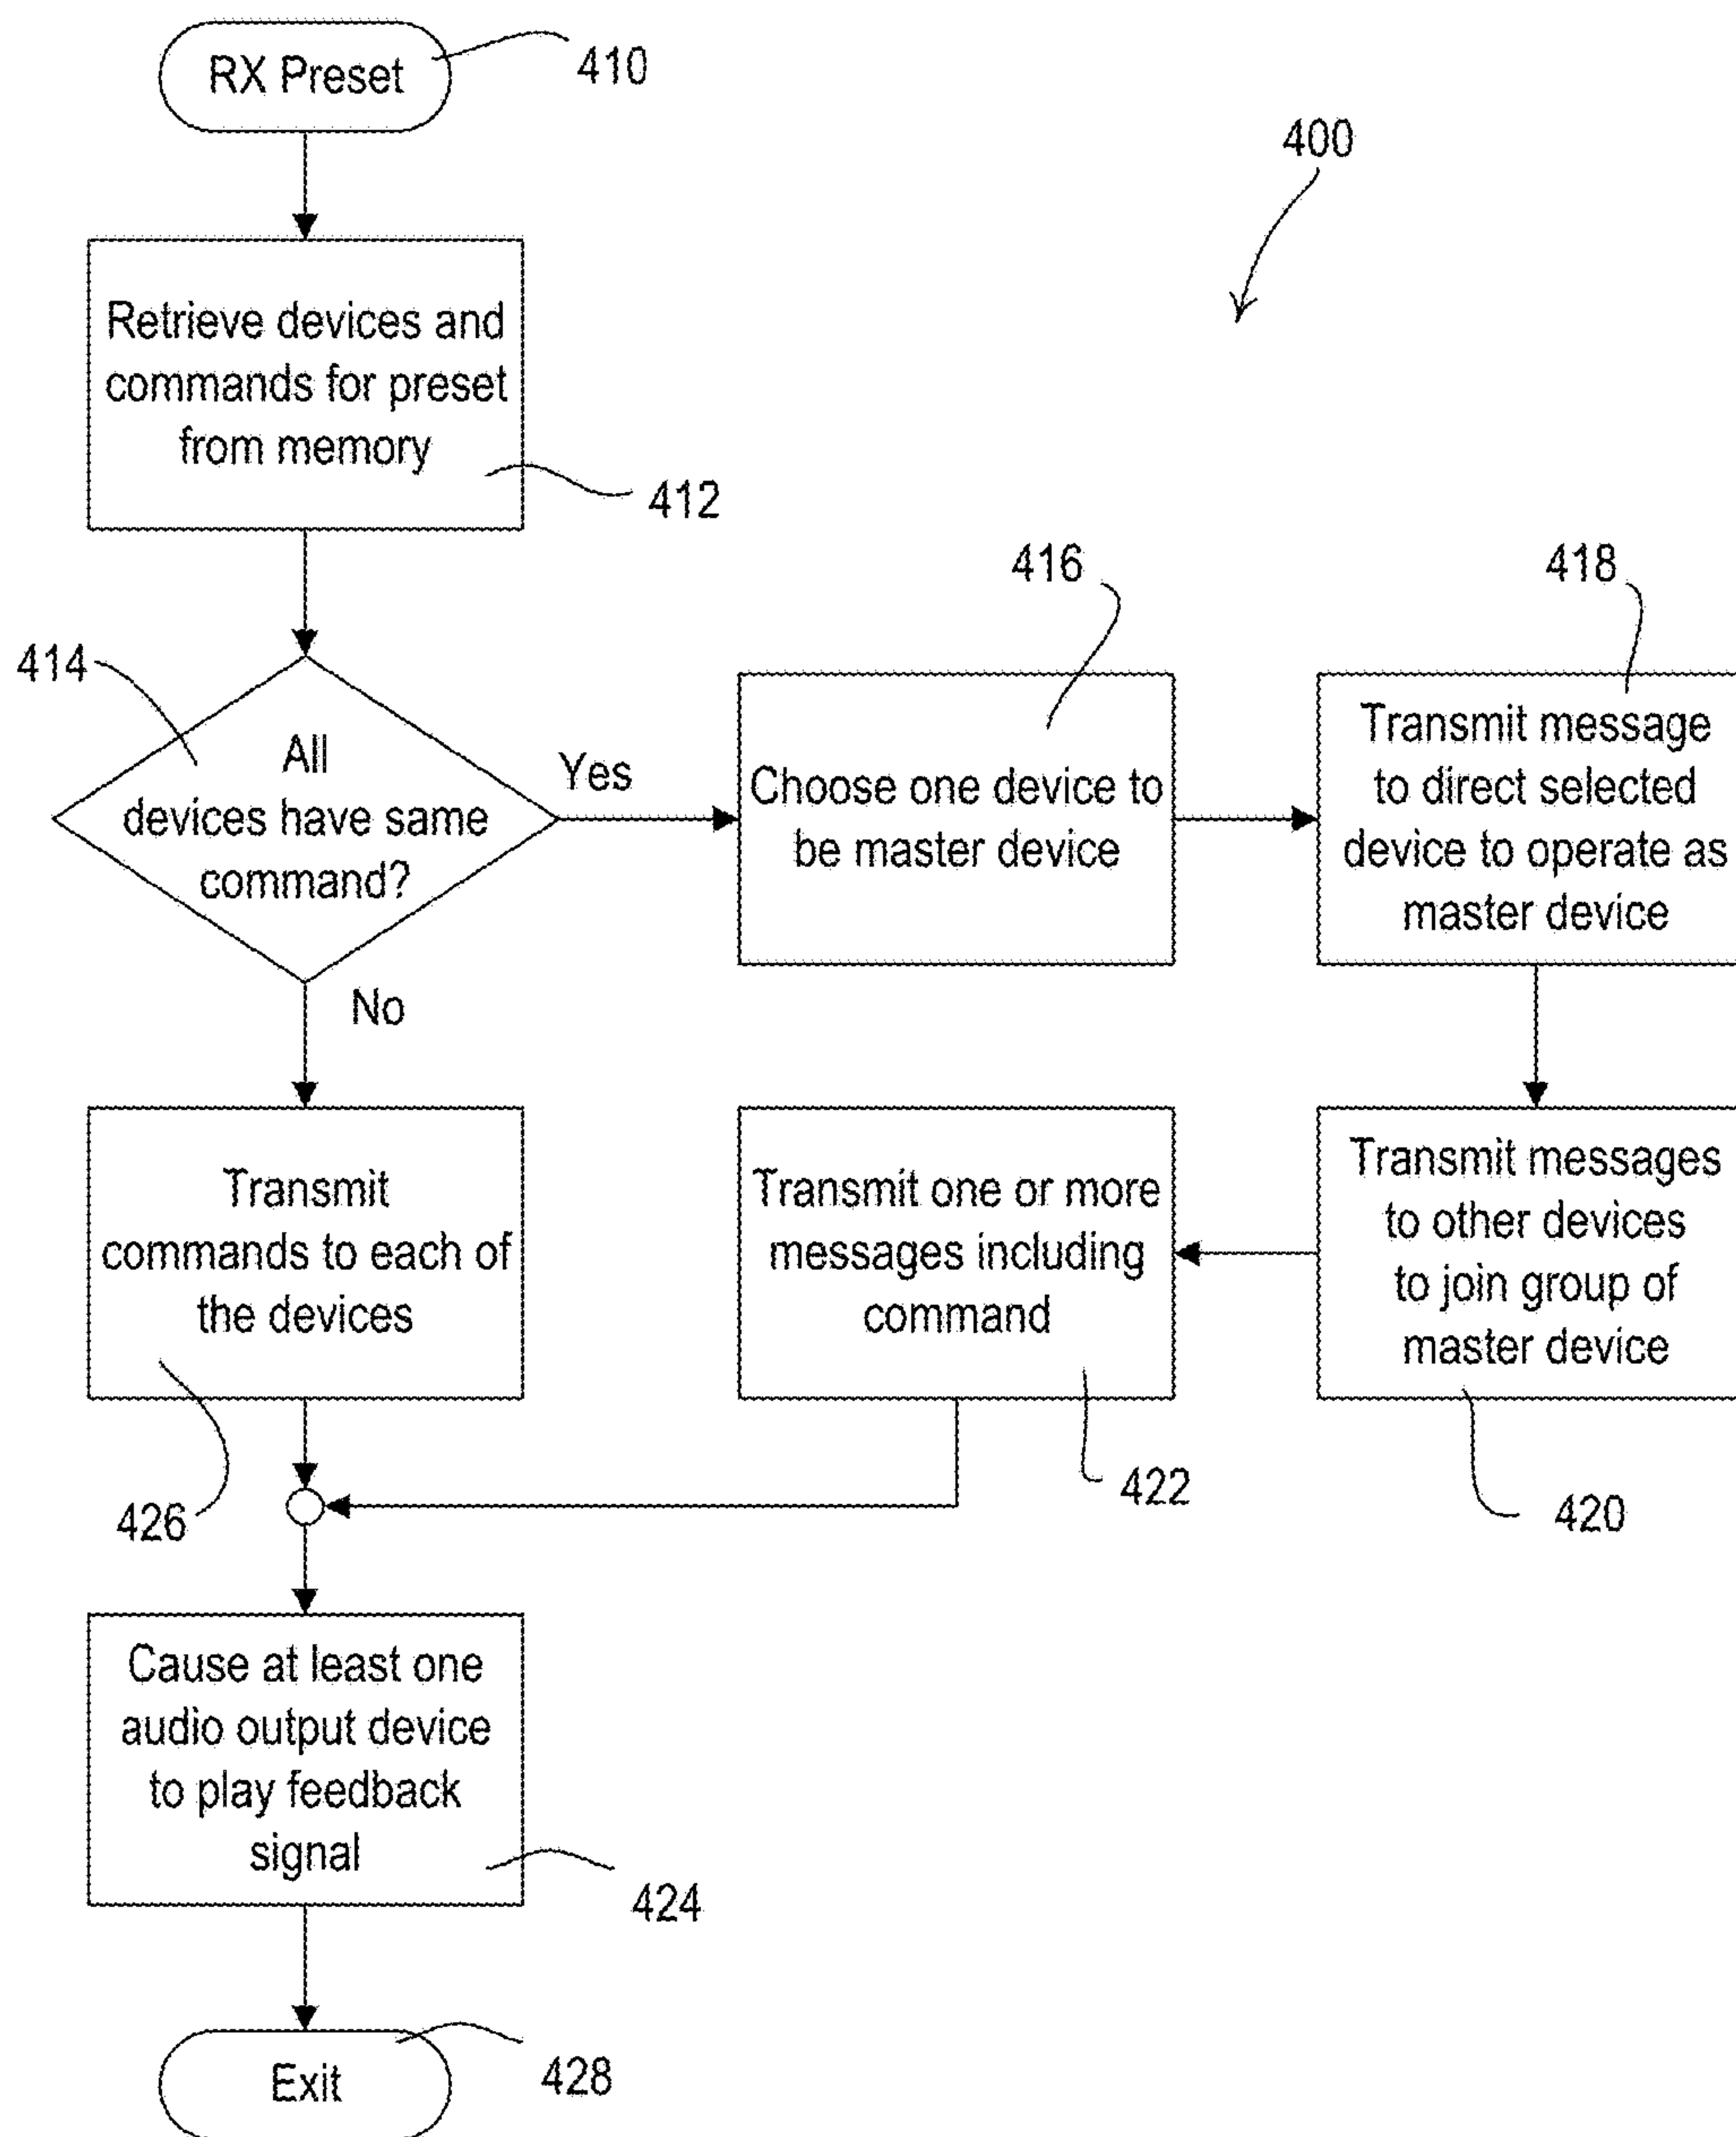 RX Preset
410
400
Retrieve devices and
commands for preset
from memory
412
414
All
devices have same
command?
Yes
No
416
Choose one device to
be master device
418
Transmit message
to direct selected
device to operate as
master device
Transmit messages
to other devices
to join group of
master device
420
Transmit one or more
messages including
command
422
Transmit
commands to each of
the devices
426
Cause at least one
audio output device
to play feedback
signal
424
Exit
428